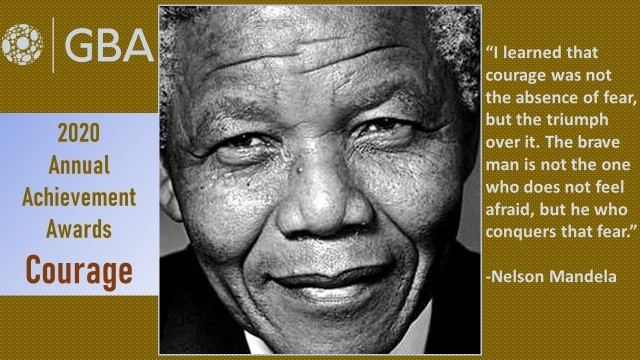 GBA
2020
Annual
Achievement
Awards
Courage
“I learned that
courage was not
the absence of fear,
but the triumph
over it. The brave
man is not the one
who does not feel
afraid, but he who
conquers that fear.”
-Nelson Mandela